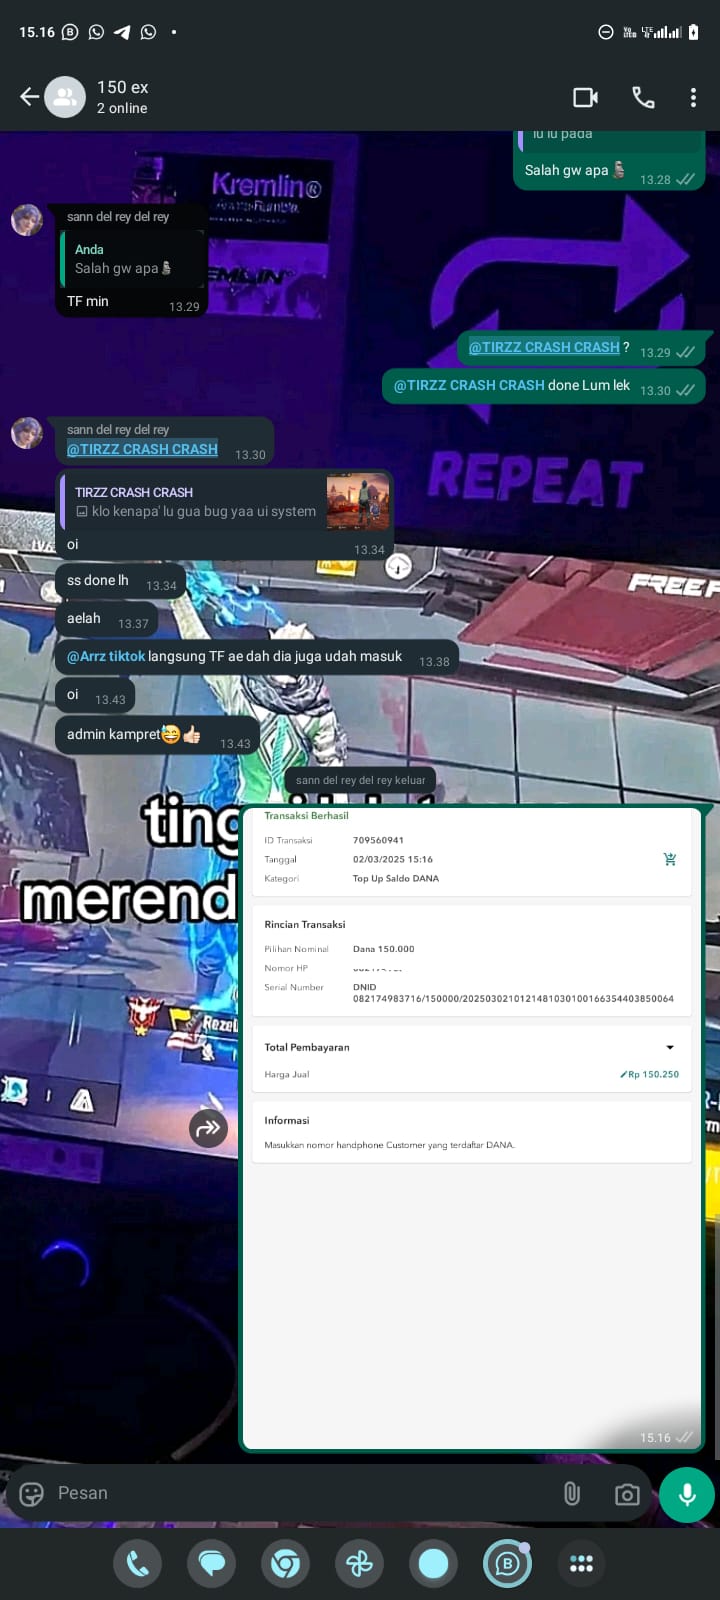 15.16
150 ex
2 online
lu lu pada
Salah gw apa🗿
13.28
Kremlin®
sann del rey del rey
Anda
Salah gw apa🗿
TF min
13.29
@TIRZZ CRASH CRASH ?
13.29
@TIRZZ CRASH CRASH done Lum lek
13.30
sann del rey del rey
@TIRZZ CRASH CRASH
13.30
REPEAT
TIRZZ CRASH CRASH
klo kenapa' lu gua bug yaa ui system
oi
13.34
ss done lh
13.34
aelah
13.37
@Arrz tiktok langsung TF ae dah dia juga udah masuk
13.38
oi
13.43
admin kampret😅👍🏻
13.43
sann del rey del rey keluar
ting
merend
Transaksi Berhasil
ID Transaksi 709560941
Tanggal 02/03/2025 15:16
Kategori Top Up Saldo DANA
Rincian Transaksi
Pilihan Nominal Dana 150.000
Nomor HP
Serial Number DNID
082174983716/150000/2025030210121481030100166354403850064
Total Pembayaran
Harga Jual Rp 150.250
Informasi
Masukkan nomor handphone Customer yang terdaftar DANA.
15.16
Pesan